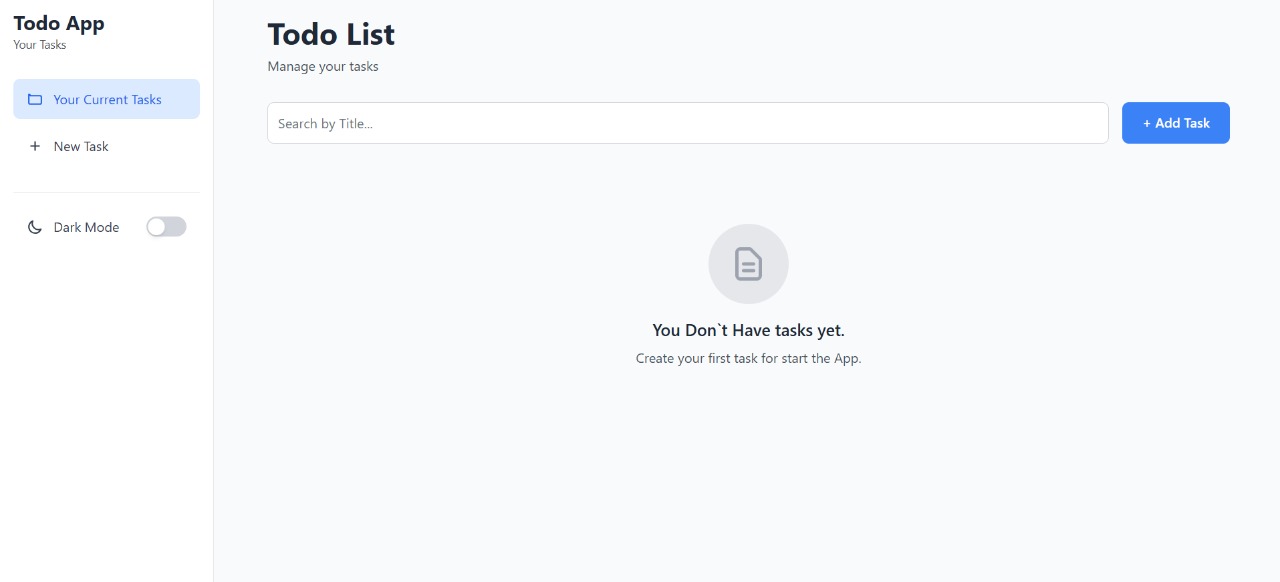 Todo App
Your Tasks
Your Current Tasks
New Task
Dark Mode
Todo List
Manage your tasks
Search by Title...
+ Add Task
You Don`t Have tasks yet.
Create your first task for start the App.